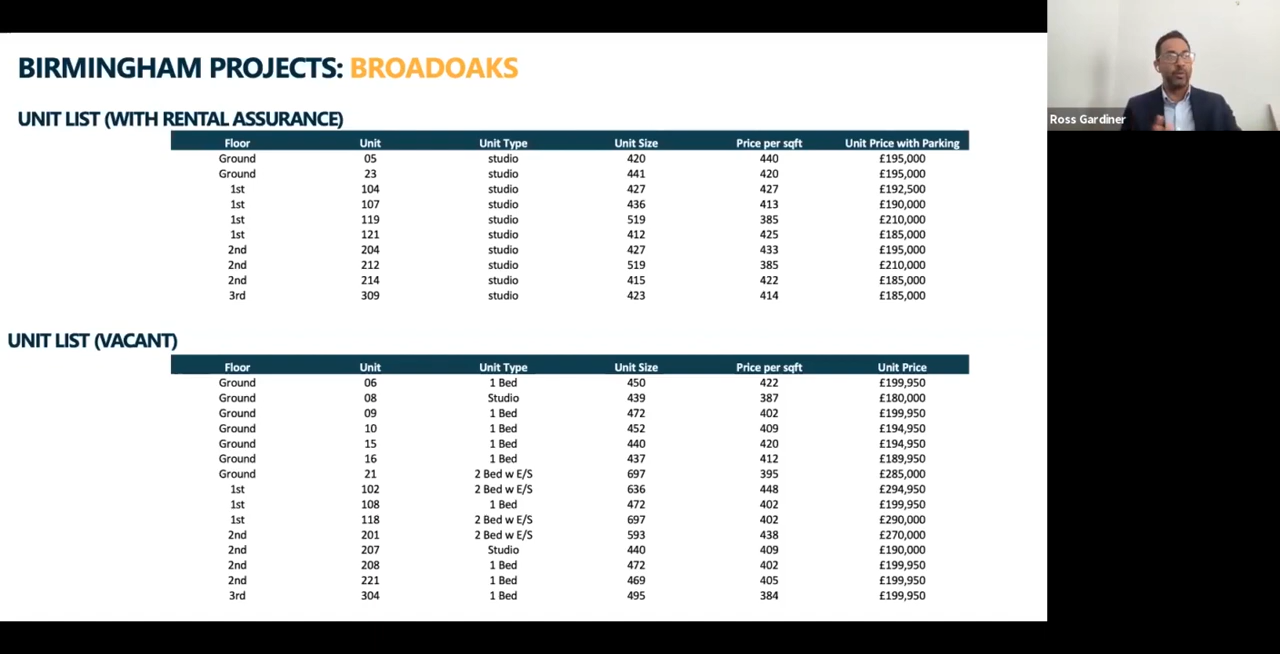 BIRMINGHAM PROJECTS: BROADOAKS
Ross Gardiner
UNIT LIST (WITH RENTAL ASSURANCE)
Floor Unit Unit Type Unit Size Price per sqft Unit Price with Parking
Ground 05 studio 420 440 £195,000
Ground 23 studio 441 420 £195,000
1st 104 studio 427 427 £192,500
1st 107 studio 436 413 £190,000
1st 119 studio 519 385 £210,000
1st 121 studio 412 425 £185,000
2nd 204 studio 427 433 £195,000
2nd 212 studio 519 385 £210,000
2nd 214 studio 415 422 £185,000
3rd 309 studio 423 414 £185,000
UNIT LIST (VACANT)
Floor Unit Unit Type Unit Size Price per sqft Unit Price
Ground 06 1 Bed 450 422 £199,950
Ground 08 Studio 439 387 £180,000
Ground 09 1 Bed 472 402 £199,950
Ground 10 1 Bed 452 409 £194,950
Ground 15 1 Bed 440 420 £194,950
Ground 16 1 Bed 437 412 £189,950
Ground 21 2 Bed w E/S 697 395 £285,000
1st 102 2 Bed w E/S 636 448 £294,950
1st 108 1 Bed 472 402 £199,950
1st 118 2 Bed w E/S 697 402 £290,000
2nd 201 2 Bed w E/S 593 438 £270,000
2nd 207 Studio 440 409 £190,000
2nd 208 1 Bed 472 402 £199,950
2nd 221 1 Bed 469 405 £199,950
3rd 304 1 Bed 495 384 £199,950